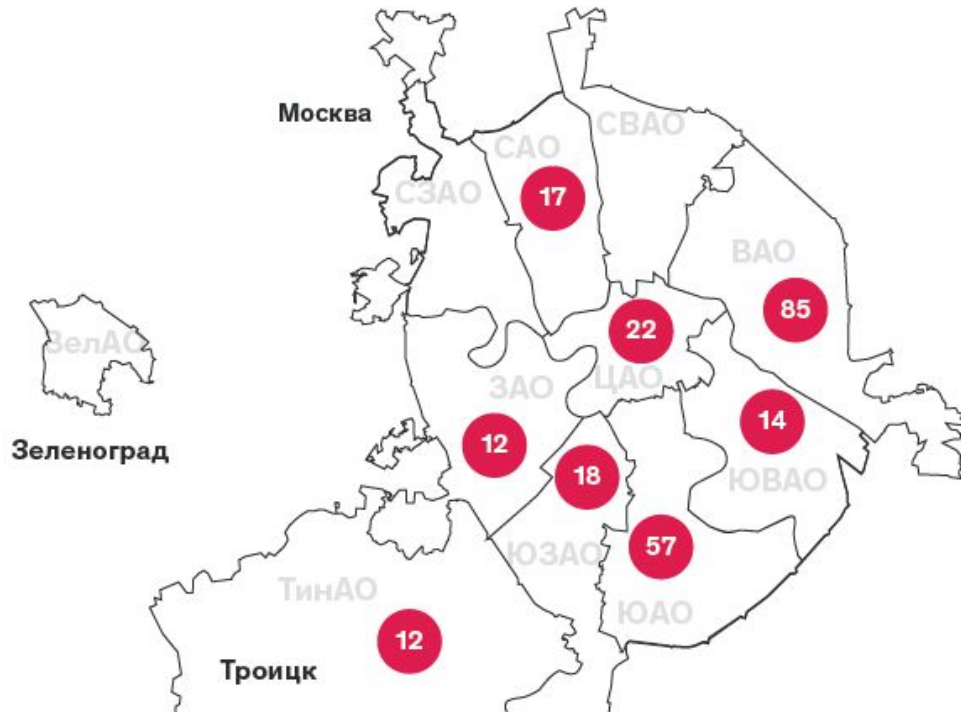 Москва
СВАО
САО
СЗАО
17
ВАО
85
22
ЗелАО
ЗАО
ЦАО
14
12
Зеленоград
18
ЮВАО
57
ЮЗАО
ТинАО
ЮАО
12
Троицк